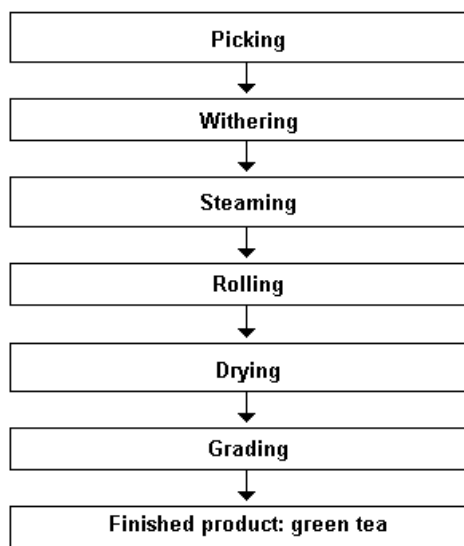 Picking
Withering
Steaming
Rolling
Drying
Grading
Finished product: green tea